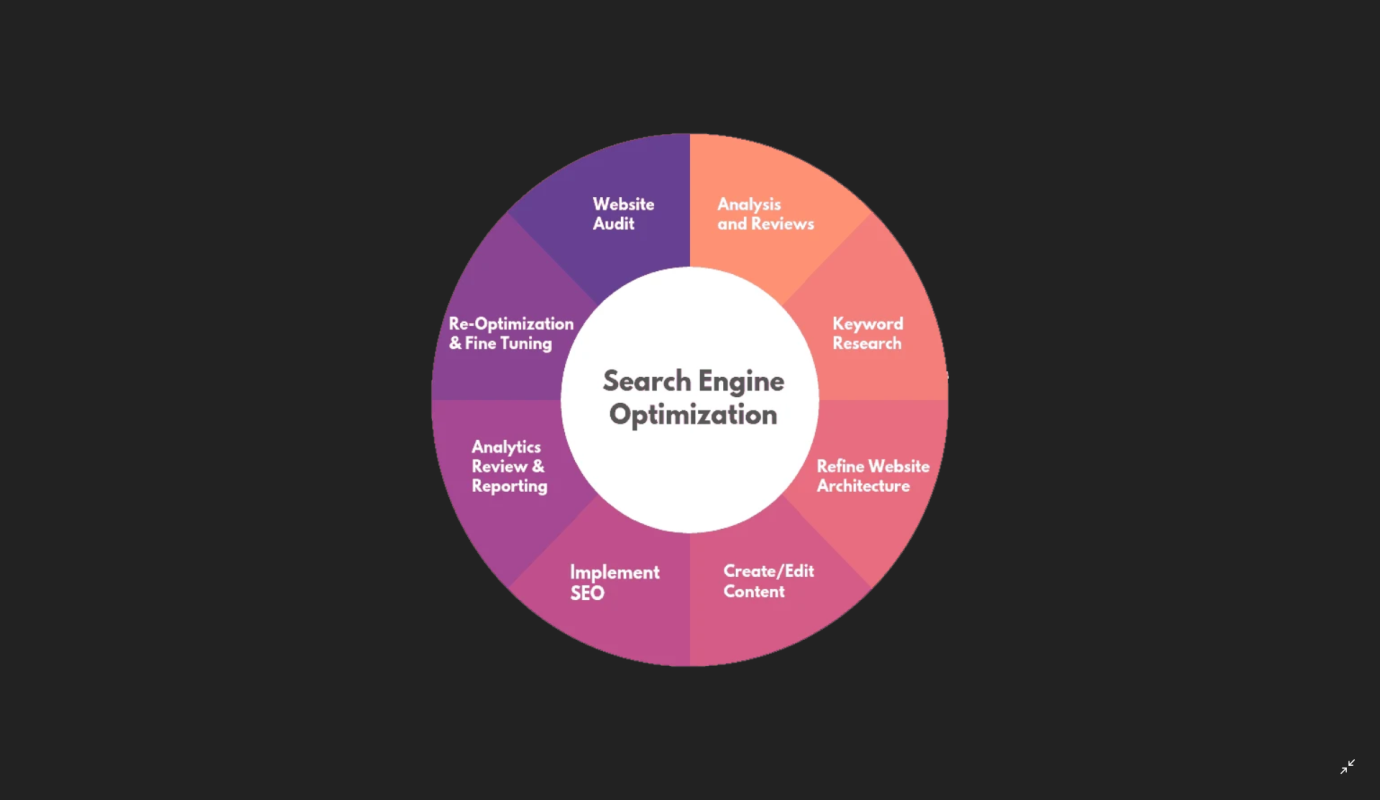 Website
Audit
Analysis
and Reviews
Re-Optimization
& Fine Tuning
Keyword
Research
Search Engine
Optimization
Analytics
Review &
Reporting
Refine Website
Architecture
Implement
SEO
Create/Edit
Content